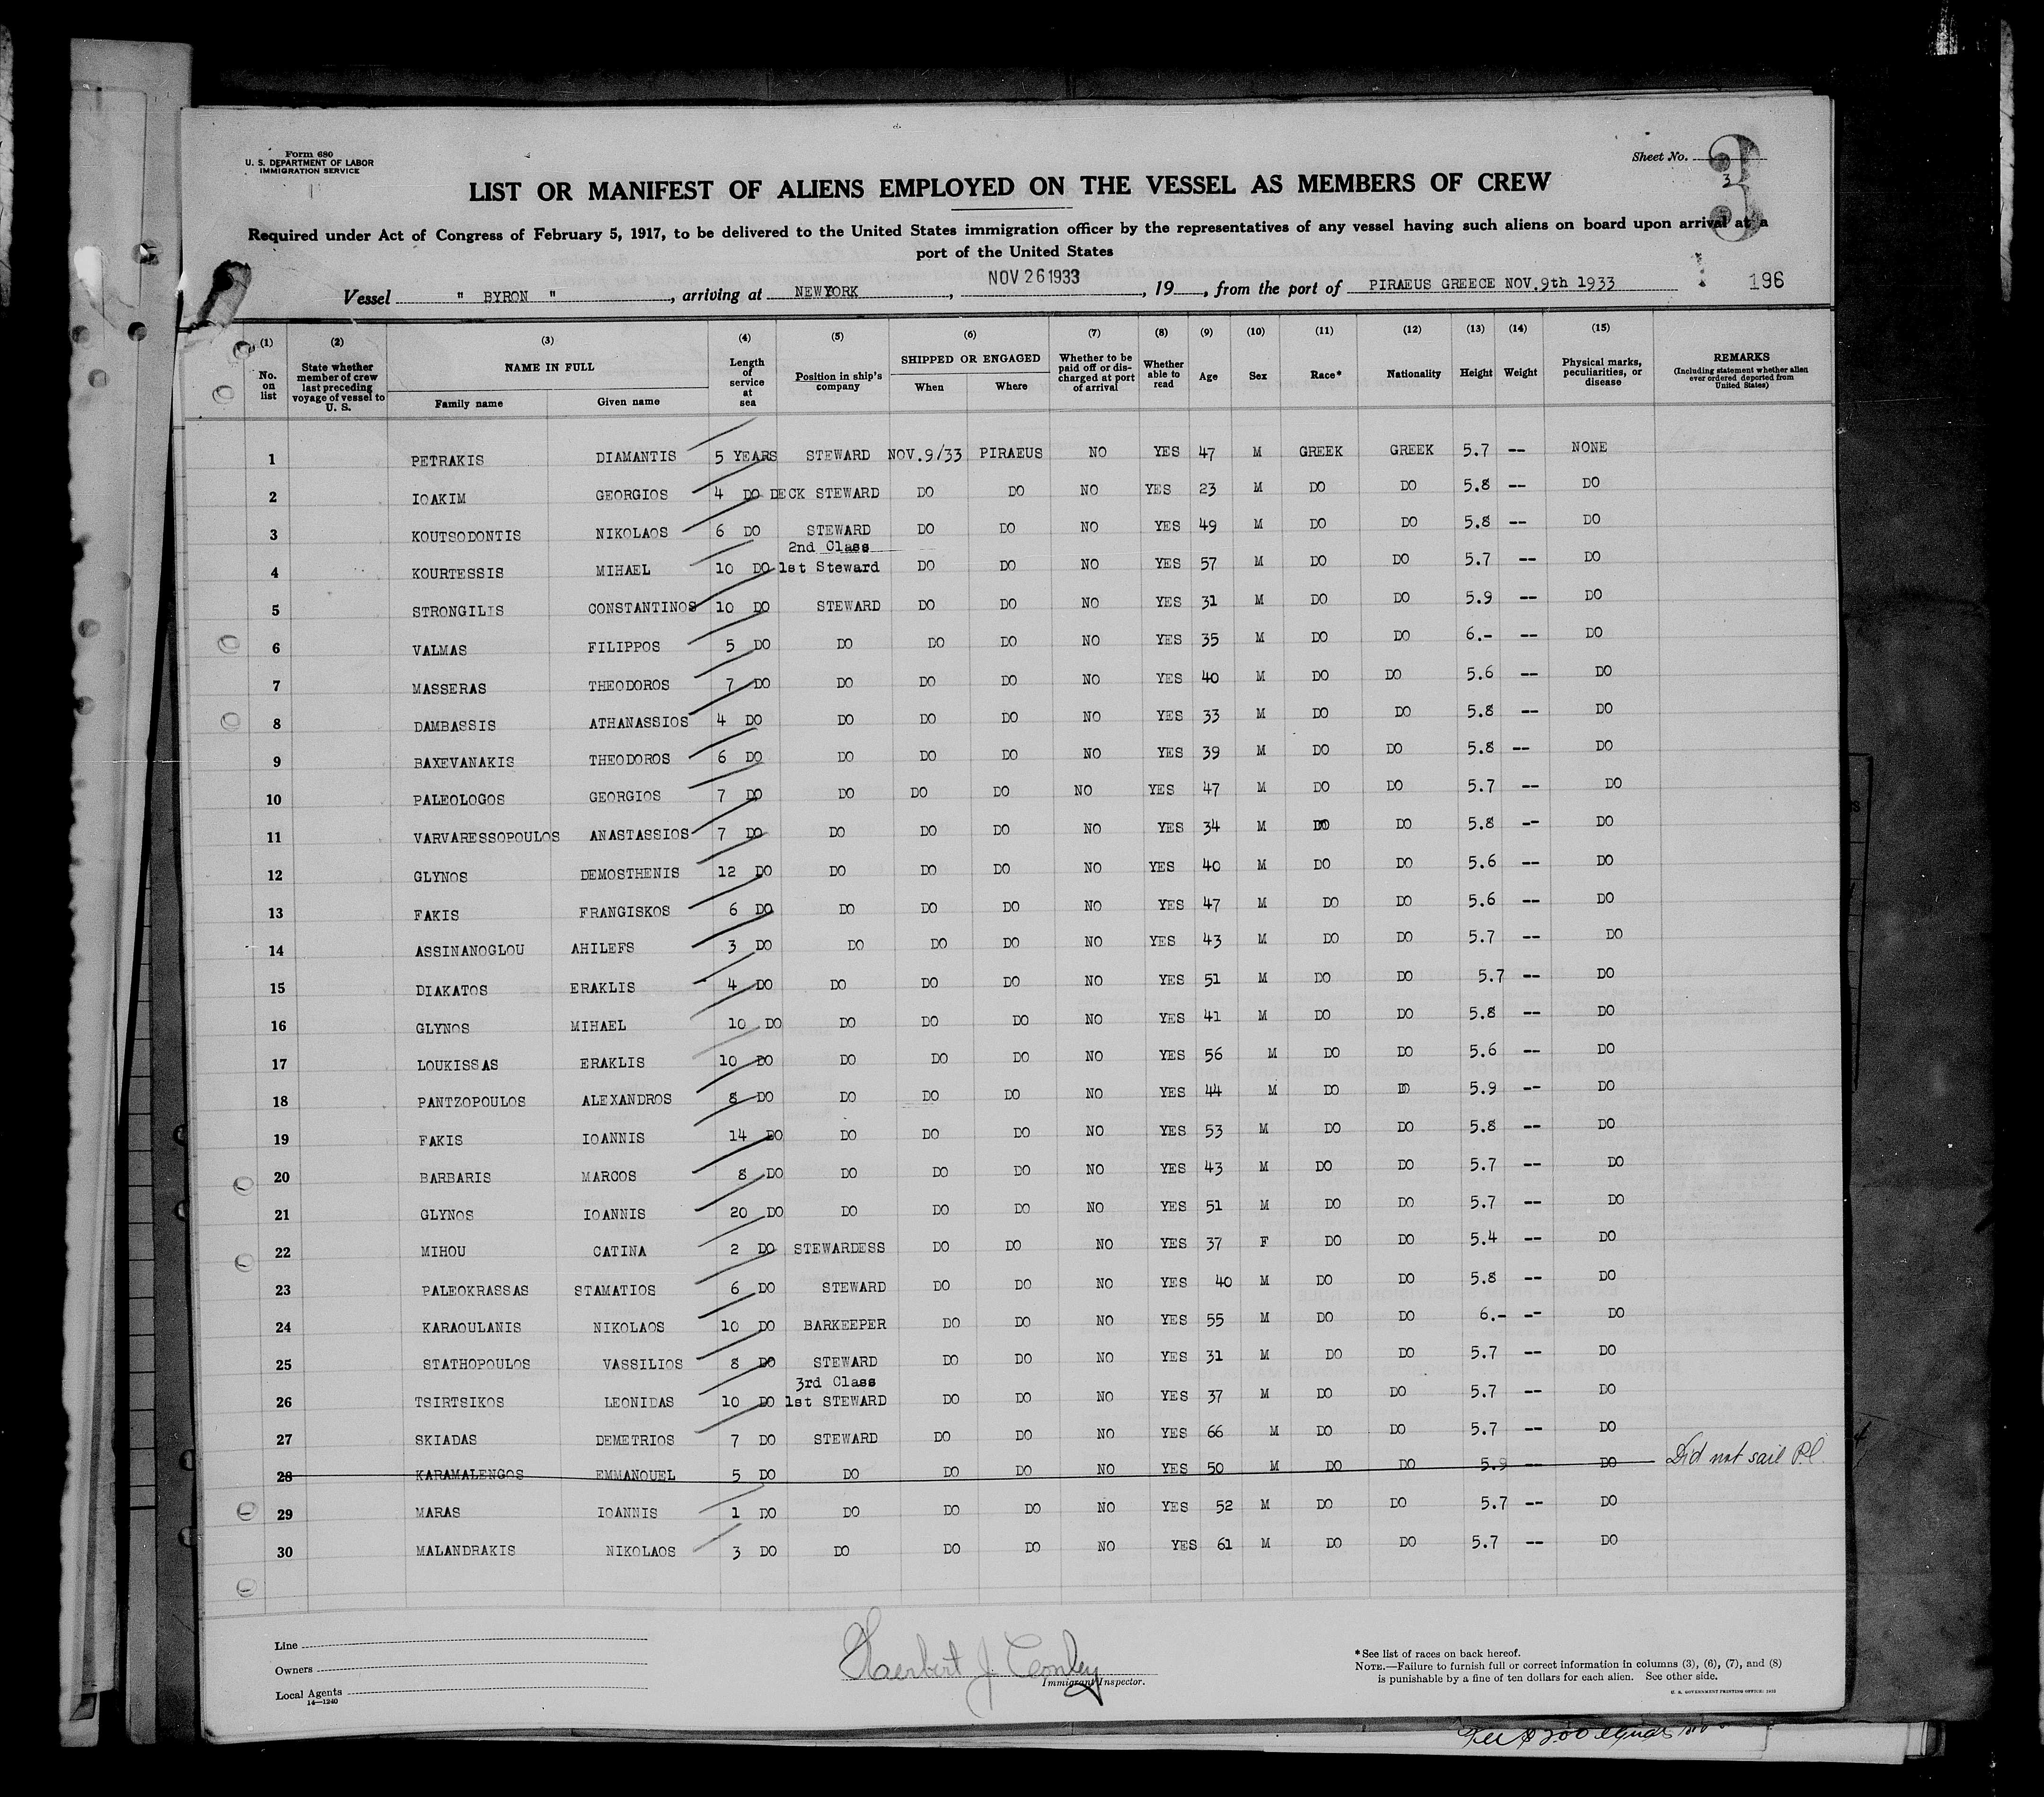 Form 680
U. S. DEPARTMENT OF LABOR
IMMIGRATION SERVICE
Sheet No. 3
3
LIST OR MANIFEST OF ALIENS EMPLOYED ON THE VESSEL AS MEMBERS OF CREW
Required under Act of Congress of February 5, 1917, to be delivered to the United States immigration officer by the representatives of any vessel having such aliens on board upon arrival at a
port of the United States
Vessel " BYRON " , arriving at NEWYORK , NOV 26 1933 , 19 , from the port of PIRAEUS GREECE NOV.9th 1933 196
(1) (2) (3) (4) (5) (6) (7) (8) (9) (10) (11) (12) (13) (14) (15)
No. on list State whether member of crew last preceding voyage of vessel to U. S. NAME IN FULL Family name Given name Length of service at sea Position in ship's company SHIPPED OR ENGAGED When Where Whether to be paid off or discharged at port of arrival Whether able to read Age Sex Race* Nationality Height Weight Physical marks, peculiarities, or disease REMARKS (Including statement whether alien ever ordered deported from United States)
1 PETRAKIS DIAMANTIS 5 YEARS STEWARD NOV.9/33 PIRAEUS NO YES 47 M GREEK GREEK 5.7 -- NONE
2 IOAKIM GEORGIOS 4 DO DECK STEWARD DO DO NO YES 23 M DO DO 5.8 -- DO
3 KOUTSODONTIS NIKOLAOS 6 DO STEWARD DO DO NO YES 49 M DO DO 5.8 -- DO
2nd Class
4 KOURTESSIS MIHAEL 10 DO 1st Steward DO DO NO YES 57 M DO DO 5.7 -- DO
5 STRONGILIS CONSTANTINOS 10 DO STEWARD DO DO NO YES 31 M DO DO 5.9 -- DO
6 VALMAS FILIPPOS 5 DO DO DO DO NO YES 35 M DO DO 6.- -- DO
7 MASSERAS THEODOROS 7 DO DO DO DO NO YES 40 M DO DO 5.6 -- DO
8 DAMBASSIS ATHANASSIOS 4 DO DO DO DO NO YES 33 M DO DO 5.8 -- DO
9 BAXEVANAKIS THEODOROS 6 DO DO DO DO NO YES 39 M DO DO 5.8 -- DO
10 PALEOLOGOS GEORGIOS 7 DO DO DO DO NO YES 47 M DO DO 5.7 -- DO
11 VARVARESSOPOULOS ANASTASSIOS 7 DO DO DO DO NO YES 34 M DO DO 5.8 -- DO
12 GLYNOS DEMOSTHENIS 12 DO DO DO DO NO YES 40 M DO DO 5.6 -- DO
13 FAKIS FRANGISKOS 6 DO DO DO DO NO YES 47 M DO DO 5.6 -- DO
14 ASSINANOGLOU AHILEFS 3 DO DO DO DO NO YES 43 M DO DO 5.7 -- DO
15 DIAKATOS ERAKLIS 4 DO DO DO DO NO YES 51 M DO DO 5.7 -- DO
16 GLYNOS MIHAEL 10 DO DO DO DO NO YES 41 M DO DO 5.8 -- DO
17 LOUKISSAS ERAKLIS 10 DO DO DO DO NO YES 56 M DO DO 5.6 -- DO
18 PANTZOPOULOS ALEXANDROS 8 DO DO DO DO NO YES 44 M DO DO 5.9 -- DO
19 FAKIS IOANNIS 14 DO DO DO DO NO YES 53 M DO DO 5.8 -- DO
20 BARBARIS MARCOS 8 DO DO DO DO NO YES 43 M DO DO 5.7 -- DO
21 GLYNOS IOANNIS 20 DO DO DO DO NO YES 51 M DO DO 5.7 -- DO
22 MIHOU CATINA 2 DO STEWARDESS DO DO NO YES 37 F DO DO 5.4 -- DO
23 PALEOKRASSAS STAMATIOS 6 DO STEWARD DO DO NO YES 40 M DO DO 5.8 -- DO
24 KARAOULANIS NIKOLAOS 10 DO BARKEEPER DO DO NO YES 55 M DO DO 6.- -- DO
25 STATHOPOULOS VASSILIOS 8 DO STEWARD DO DO NO YES 31 M DO DO 5.7 -- DO
3rd Class
26 TSIRTSIKOS LEONIDAS 10 DO 1st STEWARD DO DO NO YES 37 M DO DO 5.7 -- DO
27 SKIADAS DEMETRIOS 7 DO STEWARD DO DO NO YES 66 M DO DO 5.7 -- DO
28 KARAMALENGOS EMMANOUEL 5 DO DO DO DO NO YES 50 M DO DO 5.9 -- DO Did not sail Pl.
29 MARAS IOANNIS 1 DO DO DO DO NO YES 52 M DO DO 5.7 -- DO
30 MALANDRAKIS NIKOLAOS 3 DO DO DO DO NO YES 61 M DO DO 5.7 -- DO
Line
Owners
Local Agents
14—1240
Herbert J Conley
Immigrant Inspector.
* See list of races on back hereof.
NOTE.—Failure to furnish full or correct information in columns (3), (6), (7), and (8)
is punishable by a fine of ten dollars for each alien. See other side.
U. S. GOVERNMENT PRINTING OFFICE: 1932